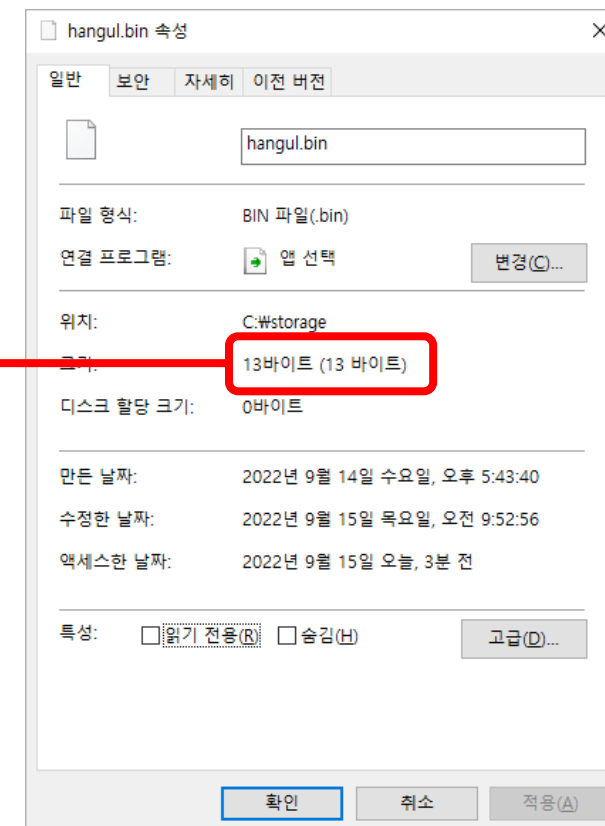 hangul.bin 속성
일반 보안 자세히 이전 버전
hangul.bin
파일 형식: BIN 파일(.bin)
연결 프로그램: 앱 선택 변경(C)...
위치: C:₩storage
크기: 13바이트 (13 바이트)
디스크 할당 크기: 0바이트
만든 날짜: 2022년 9월 14일 수요일, 오후 5:43:40
수정한 날짜: 2022년 9월 15일 목요일, 오전 9:52:56
액세스한 날짜: 2022년 9월 15일 오늘, 3분 전
특성: 읽기 전용(R) 숨김(H) 고급(D)...
확인 취소 적용(A)